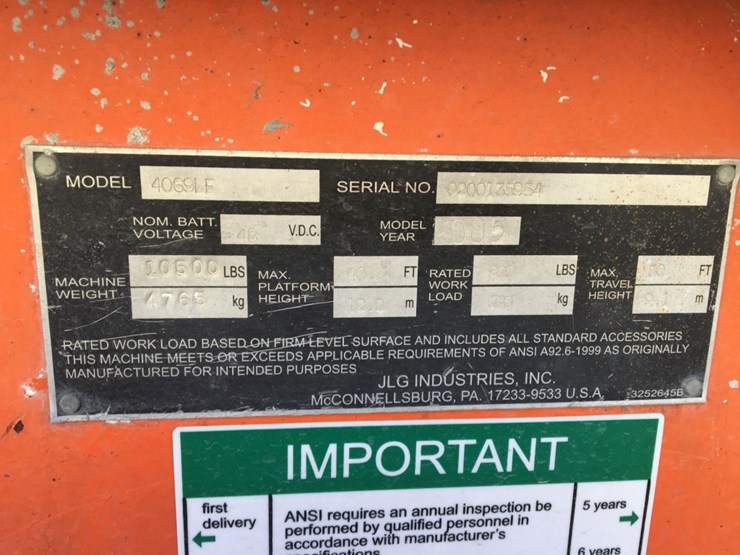 MODEL 4069LE SERIAL NO. 0200135954
NOM. BATT. VOLTAGE 48 V.D.C. MODEL YEAR 2005
MACHINE WEIGHT 10500 LBS 4765 kg MAX. PLATFORM HEIGHT FT m RATED WORK LOAD LBS kg MAX. TRAVEL HEIGHT FT m
RATED WORK LOAD BASED ON FIRM LEVEL SURFACE AND INCLUDES ALL STANDARD ACCESSORIES
THIS MACHINE MEETS OR EXCEEDS APPLICABLE REQUIREMENTS OF ANSI A92.6-1999 AS ORIGINALLY
MANUFACTURED FOR INTENDED PURPOSES
JLG INDUSTRIES, INC.
McCONNELLSBURG, PA. 17233-9533 U.S.A. 3252645B
IMPORTANT
first delivery
ANSI requires an annual inspection be
performed by qualified personnel in
accordance with manufacturer's
specifications
5 years
6 years